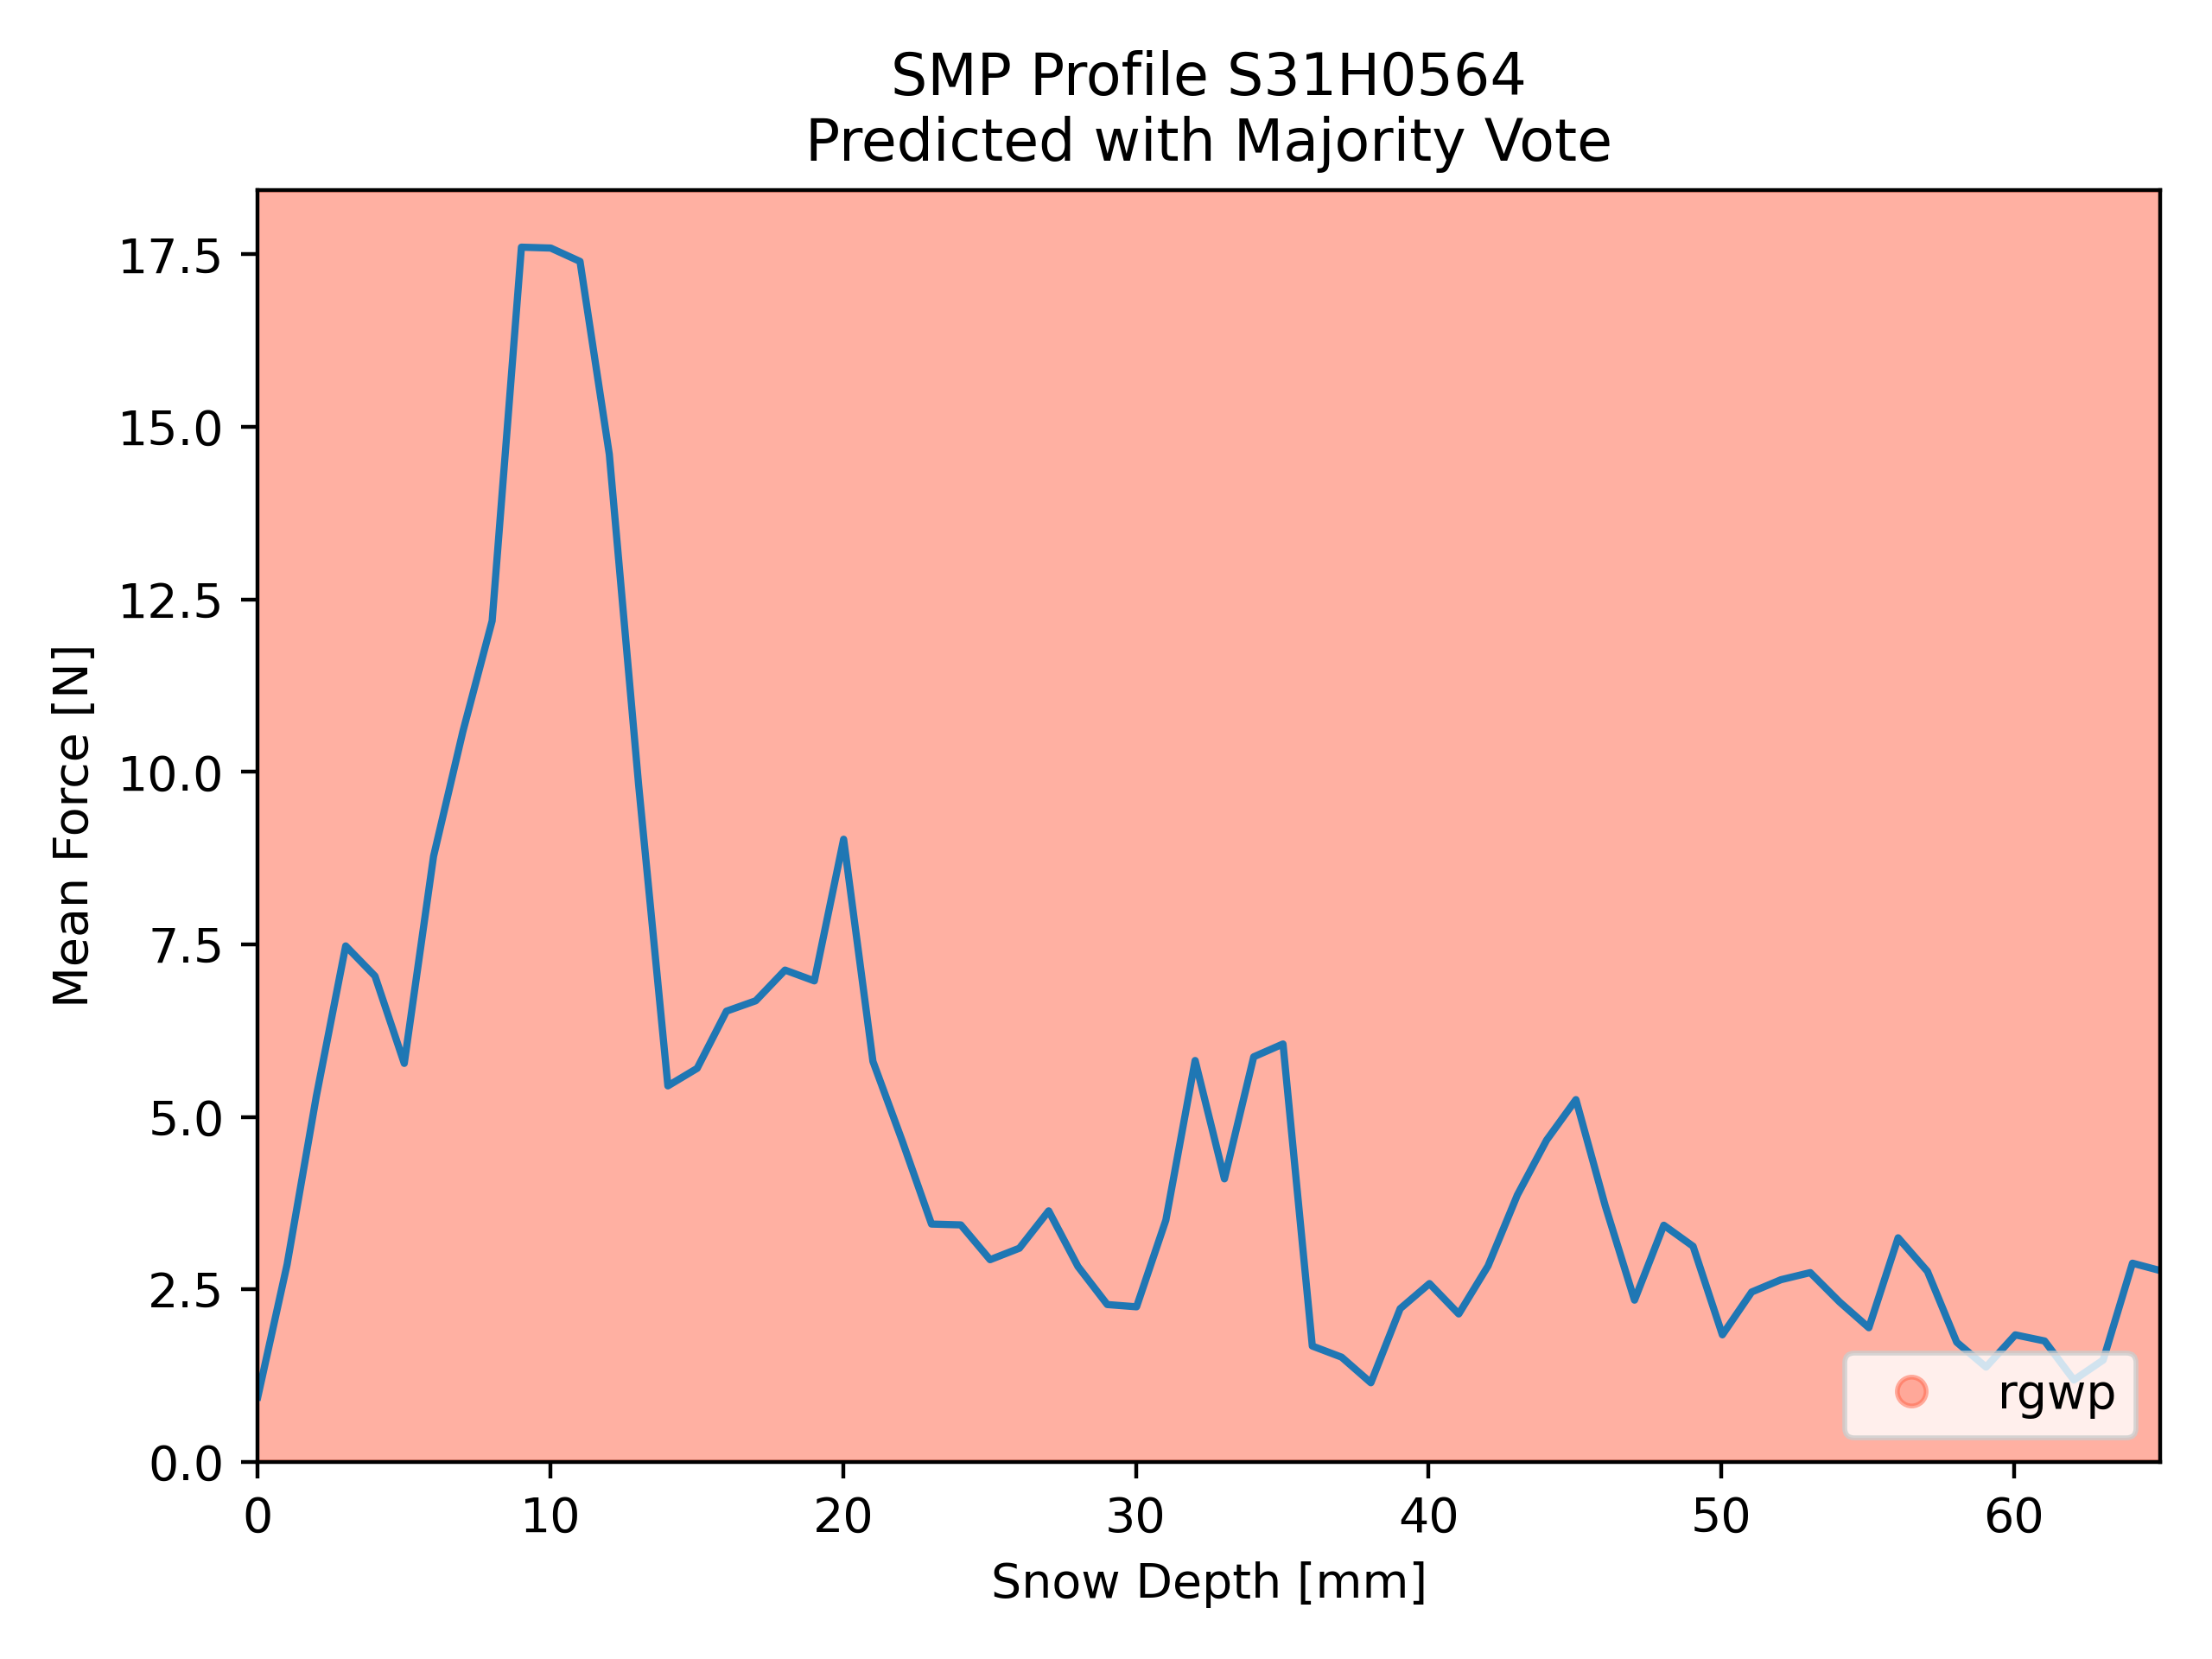 SMP Profile S31H0564
Predicted with Majority Vote
17.5
15.0
12.5
10.0
7.5
5.0
2.5
0.0
Mean Force [N]
rgwp
0 10 20 30 40 50 60
Snow Depth [mm]